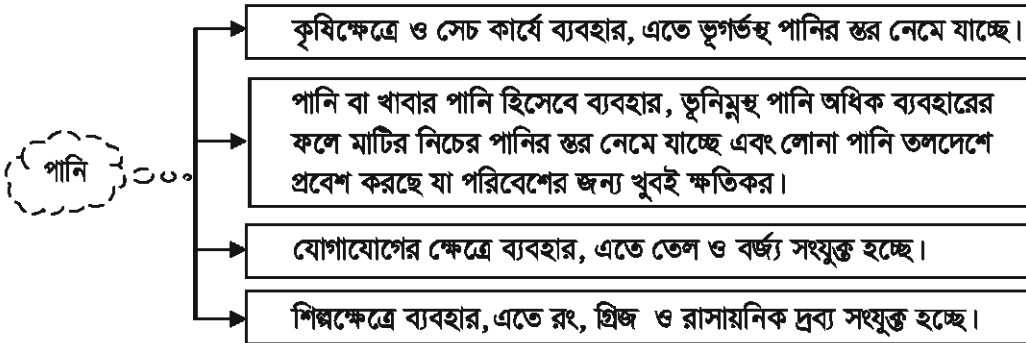 কৃষিক্ষেত্রে ও সেচ কার্যে ব্যবহার, এতে ভূগর্ভস্থ পানির স্তর নেমে যাচ্ছে।
পানি বা খাবার পানি হিসেবে ব্যবহার, ভূনিম্নস্থ পানি অধিক ব্যবহারের
ফলে মাটির নিচের পানির স্তর নেমে যাচ্ছে এবং লোনা পানি তলদেশে
প্রবেশ করছে যা পরিবেশের জন্য খুবই ক্ষতিকর।
পানি
যোগাযোগের ক্ষেত্রে ব্যবহার, এতে তেল ও বর্জ্য সংযুক্ত হচ্ছে।
শিল্পক্ষেত্রে ব্যবহার, এতে রং, গ্রিজ ও রাসায়নিক দ্রব্য সংযুক্ত হচ্ছে।